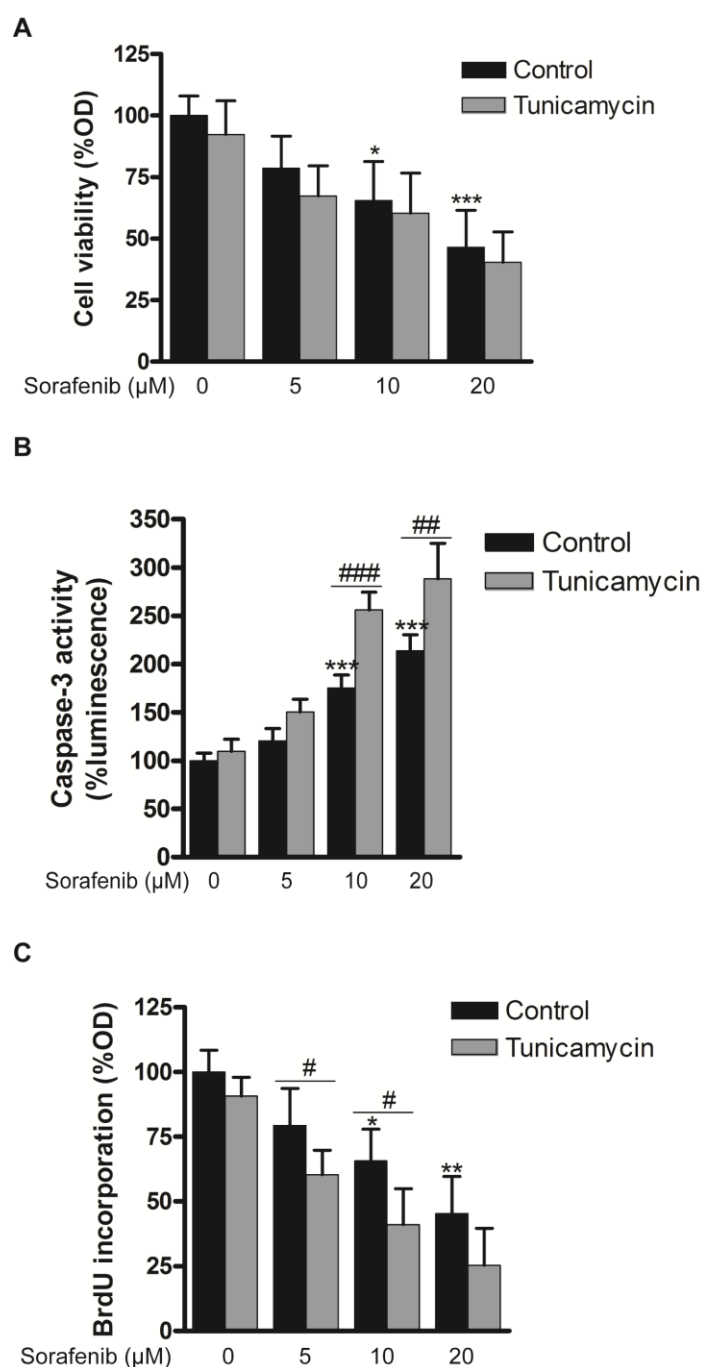 A
Cell viability (%OD)
125
100
75
50
25
0
Control
Tunicamycin
*
***
Sorafenib (µM) 0 5 10 20
B
Caspase-3 activity
(%luminescence)
350
300
250
200
150
100
50
0
Control
Tunicamycin
##
###
***
***
Sorafenib (µM) 0 5 10 20
C
BrdU incorporation (%OD)
125
100
75
50
25
0
Control
Tunicamycin
# #
* **
Sorafenib (µM) 0 5 10 20